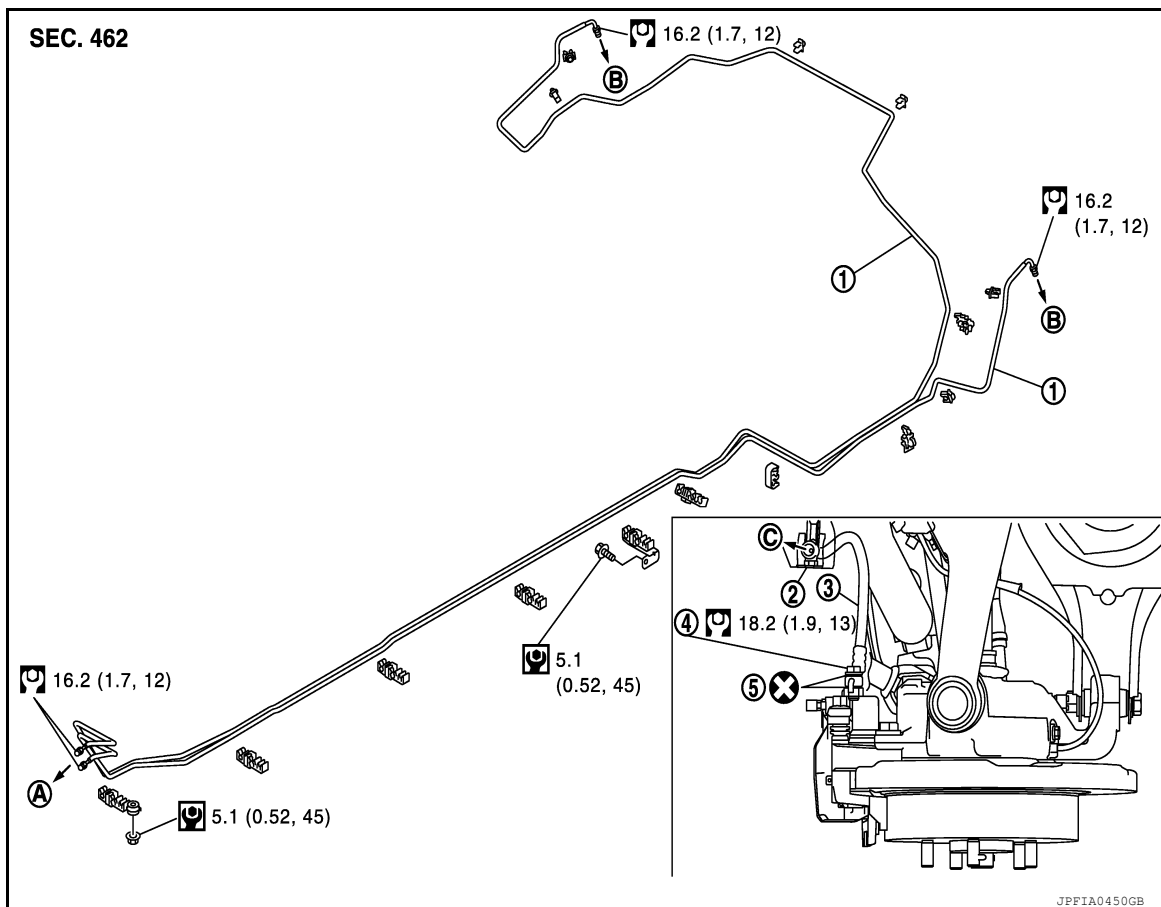 SEC. 462
16.2 (1.7, 12)
B
16.2
(1.7, 12)
1
B
1
C
2
3
4 18.2 (1.9, 13)
5
5.1
(0.52, 45)
16.2 (1.7, 12)
A
5.1 (0.52, 45)
JPFIA0450GB